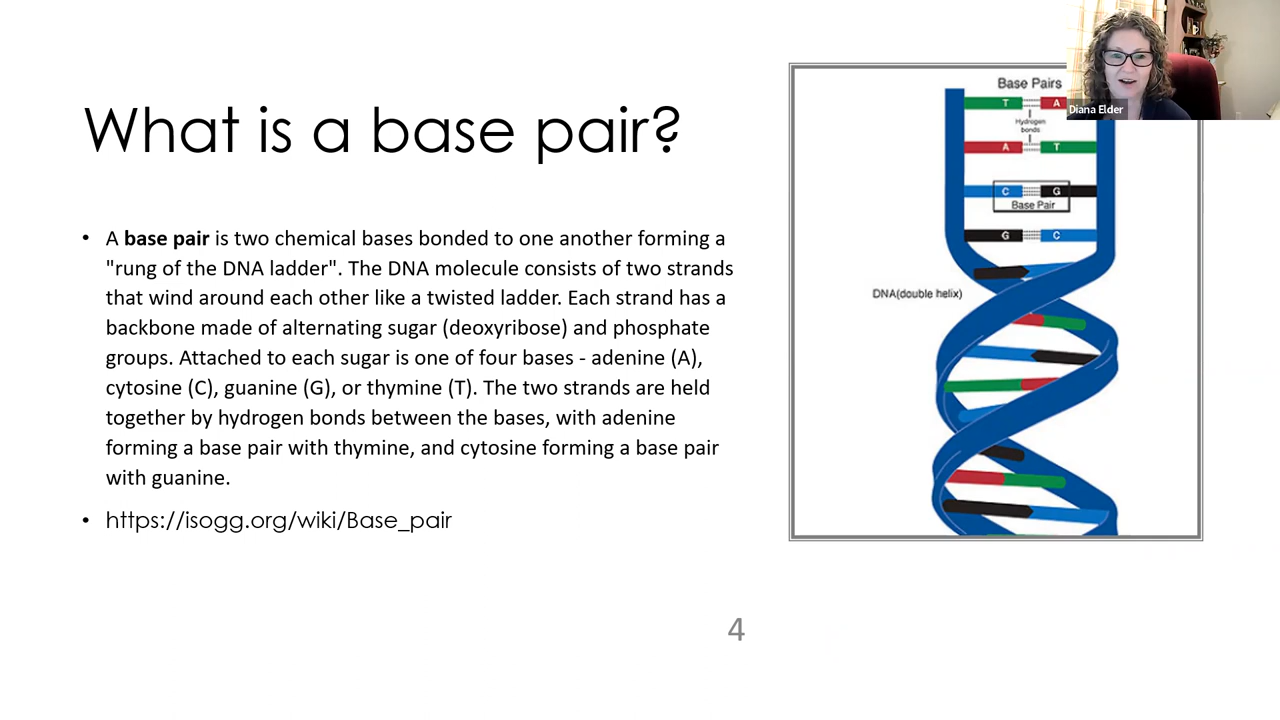 What is a base pair?
• A base pair is two chemical bases bonded to one another forming a
"rung of the DNA ladder". The DNA molecule consists of two strands
that wind around each other like a twisted ladder. Each strand has a
backbone made of alternating sugar (deoxyribose) and phosphate
groups. Attached to each sugar is one of four bases - adenine (A),
cytosine (C), guanine (G), or thymine (T). The two strands are held
together by hydrogen bonds between the bases, with adenine
forming a base pair with thymine, and cytosine forming a base pair
with guanine.
• https://isogg.org/wiki/Base_pair
Base Pairs
T A
Hydrogen
bonds
A T
C G
Base Pair
G C
DNA(double helix)
Diana Elder
4